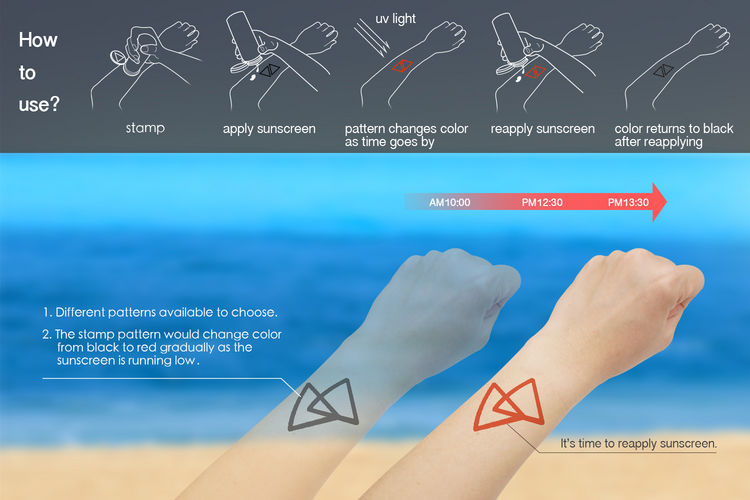 How
to
use?
uv light
stamp
apply sunscreen
pattern changes color
as time goes by
reapply sunscreen
color returns to black
after reapplying
AM10:00 PM12:30 PM13:30
1. Different patterns available to choose.
2. The stamp pattern would change color
from black to red gradually as the
sunscreen is running low.
It's time to reapply sunscreen.